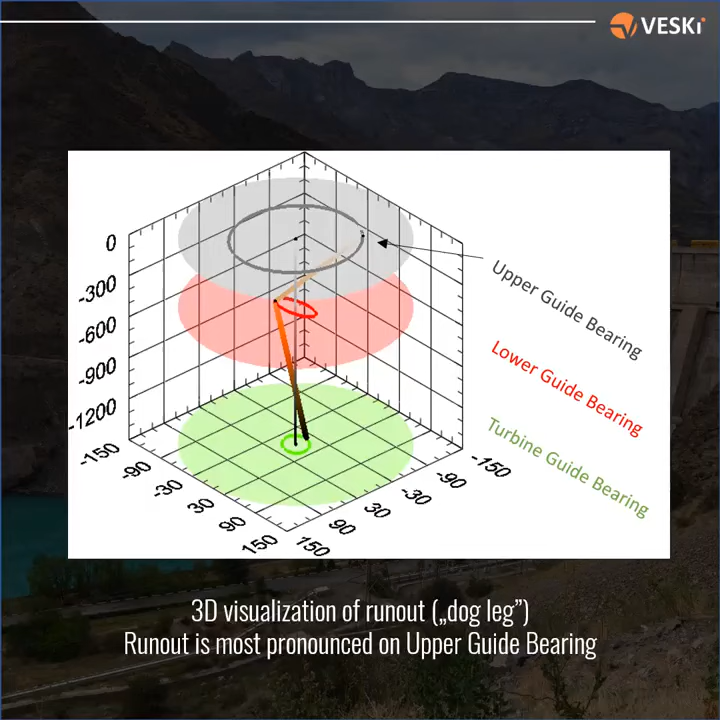 VESKi
0
-300
-600
-900
-1200
-150
-90
-30
30
90
150
150
90
30
-30
-90
-150
Upper Guide Bearing
Lower Guide Bearing
Turbine Guide Bearing
3D visualization of runout („dog leg”)
Runout is most pronounced on Upper Guide Bearing